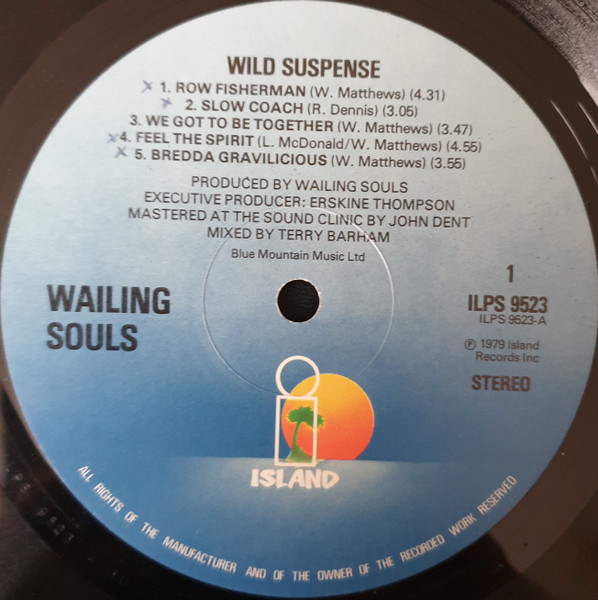 WILD SUSPENSE
1. ROW FISHERMAN (W. Matthews) (4.31)
2. SLOW COACH (R. Dennis) (3.05)
3. WE GOT TO BE TOGETHER (W. Matthews) (3.47)
4. FEEL THE SPIRIT (L. McDonald/W. Matthews) (4.55)
5. BREDDA GRAVILICIOUS (W. Matthews) (3.55)
PRODUCED BY WAILING SOULS
EXECUTIVE PRODUCER: ERSKINE THOMPSON
MASTERED AT THE SOUND CLINIC BY JOHN DENT
MIXED BY TERRY BARHAM
Blue Mountain Music Ltd
WAILING
SOULS
1
ILPS 9523
ILPS 9523-A
℗ 1979 Island
Records Inc
STEREO
ISLAND
ALL RIGHTS OF THE MANUFACTURER AND OF THE OWNER OF THE RECORDED WORK RESERVED